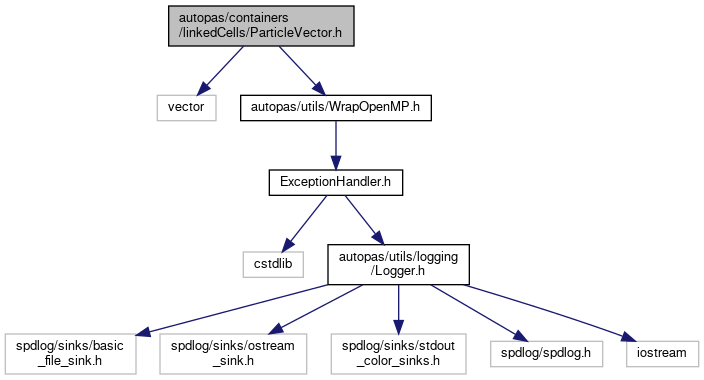 autopas/containers
/linkedCells/ParticleVector.h
vector
autopas/utils/WrapOpenMP.h
ExceptionHandler.h
cstdlib
autopas/utils/logging
/Logger.h
spdlog/sinks/basic
_file_sink.h
spdlog/sinks/ostream
_sink.h
spdlog/sinks/stdout
_color_sinks.h
spdlog/spdlog.h
iostream